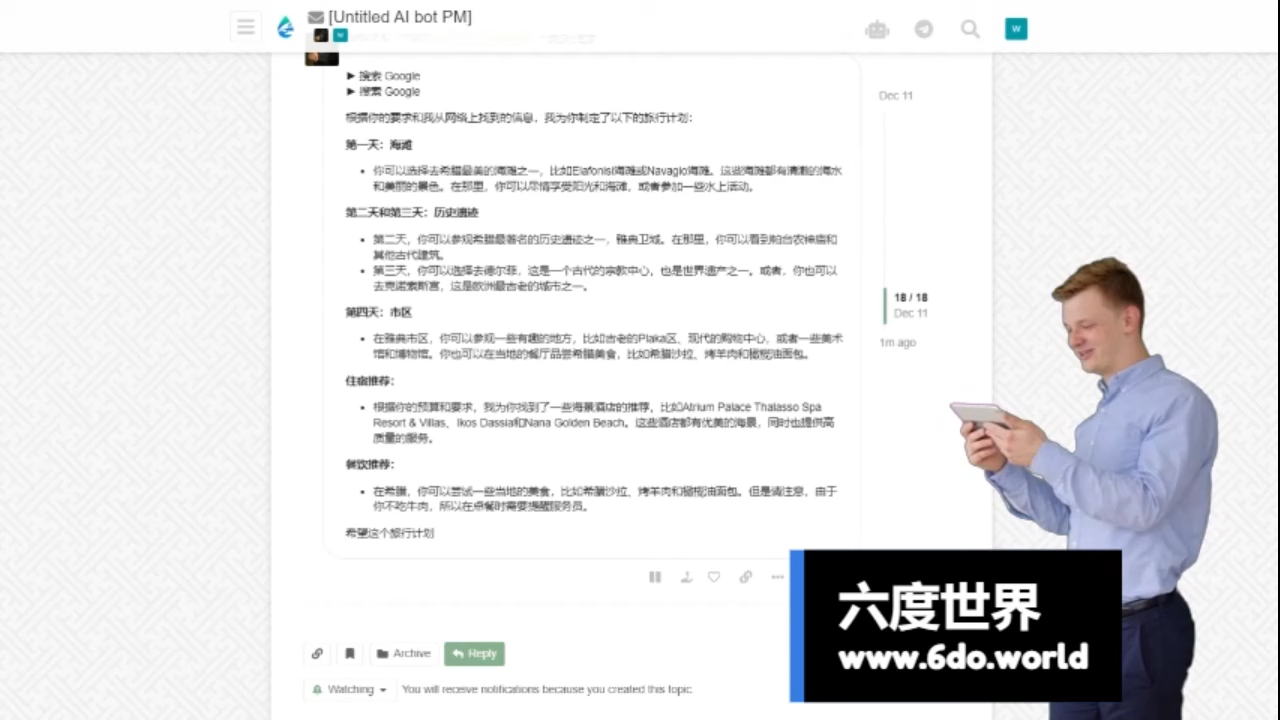 [Untitled AI bot PM]
W
W
▶ 搜索 Google
▶ 搜索 Google
Dec 11
根据你的要求和我从网络上找到的信息，我为你制定了以下的旅行计划：
第一天：海滩
• 你可以选择去希腊最美的海滩之一，比如Elafonisi海滩或Navagio海滩。这些海滩都有清澈的海水
和美丽的景色。在那里，你可以尽情享受阳光和海滩，或者参加一些水上活动。
第二天和第三天：历史遗迹
• 第二天，你可以参观希腊最著名的历史遗迹之一，雅典卫城。在那里，你可以看到帕台农神庙和
其他古代建筑。
• 第三天，你可以选择去德尔菲，这是一个古代的宗教中心，也是世界遗产之一。或者，你也可以
去克诺索斯宫，这是欧洲最古老的城市之一。
18 / 18
Dec 11
1m ago
第四天：市区
• 在雅典市区，你可以参观一些有趣的地方，比如古老的Plaka区、现代的购物中心，或者一些美术
馆和博物馆。你也可以在当地的餐厅品尝希腊美食，比如希腊沙拉、烤羊肉和橄榄油面包。
住宿推荐：
• 根据你的预算和要求，我为你找到了一些海景酒店的推荐，比如Atrium Palace Thalasso Spa
Resort & Villas、Ikos Dassia和Nana Golden Beach。这些酒店都有优美的海景，同时也提供高
质量的服务。
餐饮推荐：
• 在希腊，你可以尝试一些当地的美食，比如希腊沙拉、烤羊肉和橄榄油面包。但是请注意，由于
你不吃牛肉，所以在点餐时需要提醒服务员。
希望这个旅行计划
Archive
Reply
Watching
You will receive notifications because you created this topic.
六度世界
www.6do.world